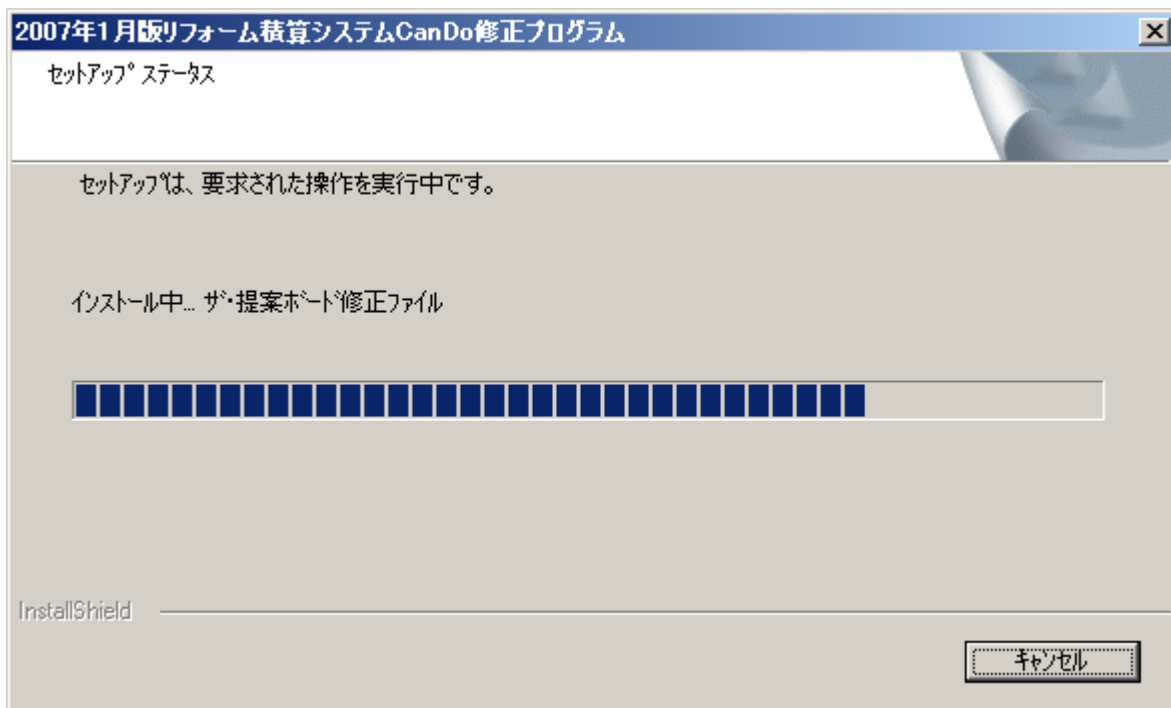 2007年1月版リフォーム積算システムCanDo修正プログラム
セットアップ ステータス
セットアップは、要求された操作を実行中です。
インストール中... ザ・提案ボード修正ファイル
InstallShield
キャンセル